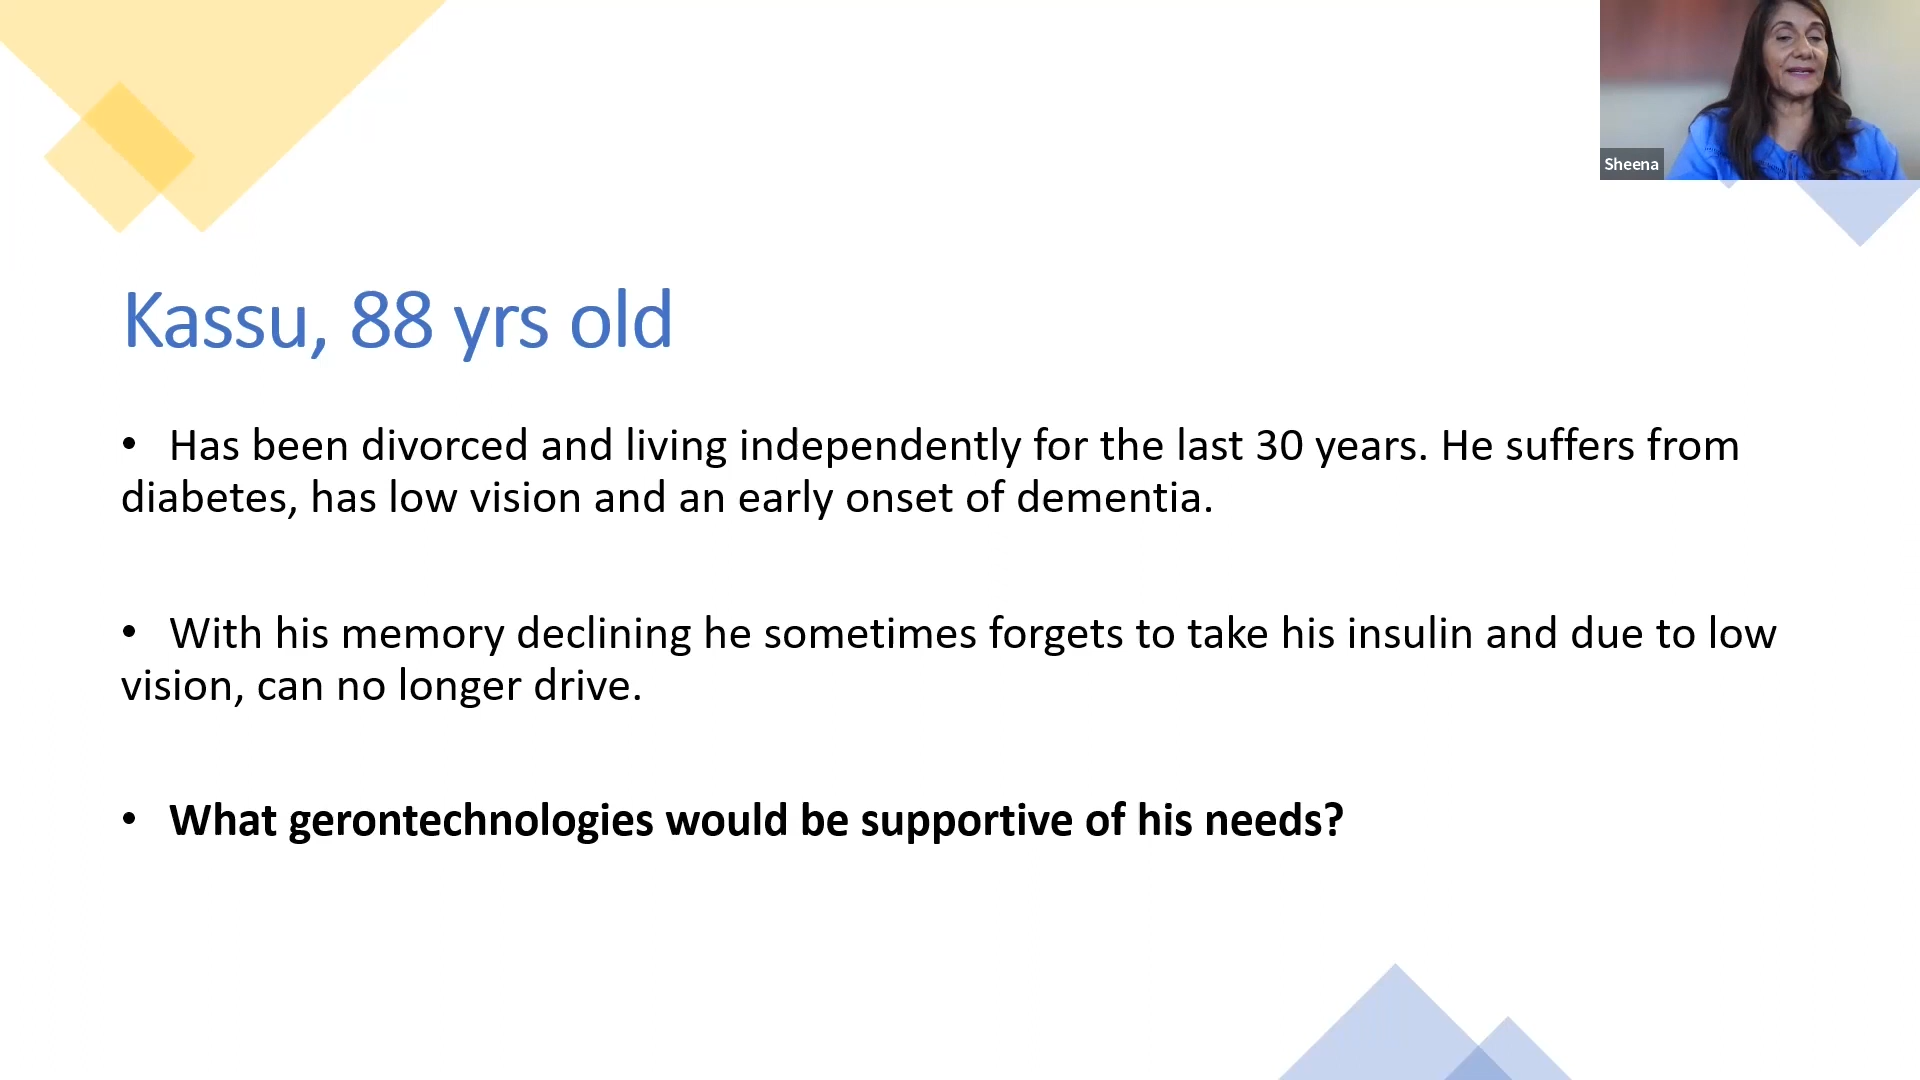 Sheena
Kassu, 88 yrs old
• Has been divorced and living independently for the last 30 years. He suffers from
diabetes, has low vision and an early onset of dementia.
• With his memory declining he sometimes forgets to take his insulin and due to low
vision, can no longer drive.
• What gerontechnologies would be supportive of his needs?